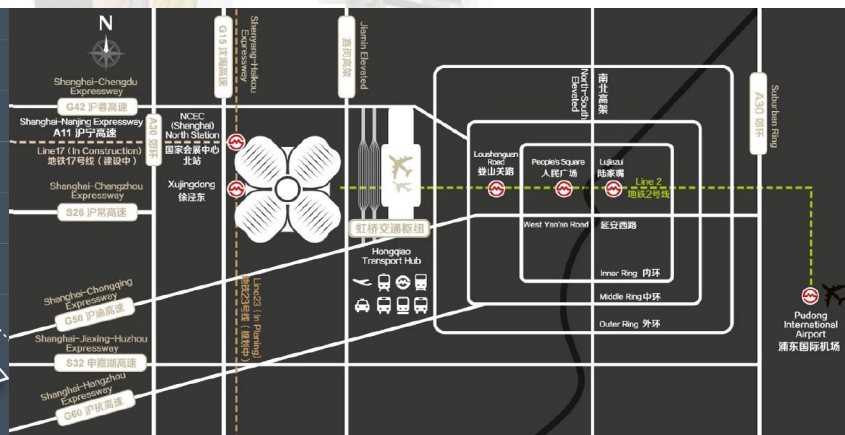 N
Shanghai-Chengdu
Expressway
G42 沪蓉高速
Shanghai-Nanjing Expressway
A11 沪宁高速
Line17 (In Construction)
地铁17号线(建设中)
Shanghai-Changzhou
Expressway
S26 沪常高速
Shanghai-Chongqing
Expressway
G50 沪渝高速
Shanghai-Jiaxing-Huzhou
Expressway
S32 申嘉湖高速
Shanghai-Hangzhou
Expressway
G60 沪杭高速
A30 郊环
G15 沈海高速
Shenyang-Haikou
Expressway
NCEC
(Shanghai)
North Station
国家会展中心
北站
Xujingdong
徐泾东
Line23 (In Planing)
地铁23号线(规划中)
Jiamin Elevated
嘉闵高架
虹桥交通枢纽
Hongqiao
Transport Hub
North-South
Elevated
南北高架
Loushanguan
Road
娄山关路
People's Square
人民广场
Lujiazui
陆家嘴
Line 2
地铁2号线
West Yan'an Road
延安西路
Inner Ring 内环
Middle Ring 中环
Outer Ring 外环
Suburban Ring
A30 郊环
Pudong
International
Airport
浦东国际机场